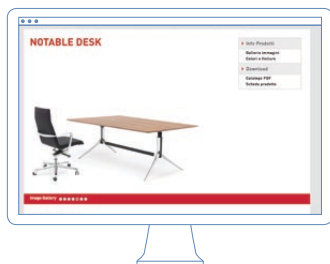 NOTABLE DESK
Info Prodotti
Galleria immagini
Colori e finiture
Download
Catalogo PDF
Scheda prodotto
Image Gallery